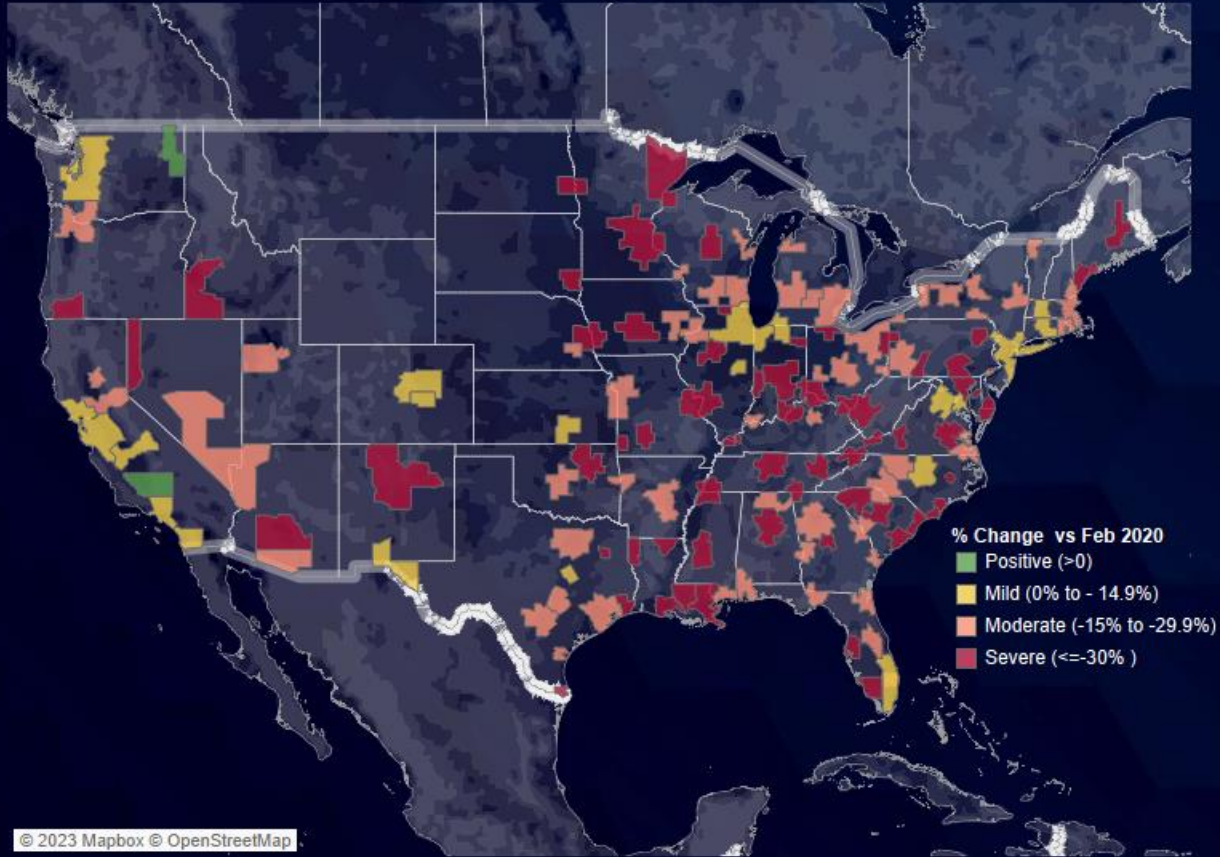 % Change vs Feb 2020
Positive (>0)
Mild (0% to - 14.9%)
Moderate (-15% to -29.9%)
Severe (<=-30% )
© 2023 Mapbox © OpenStreetMap